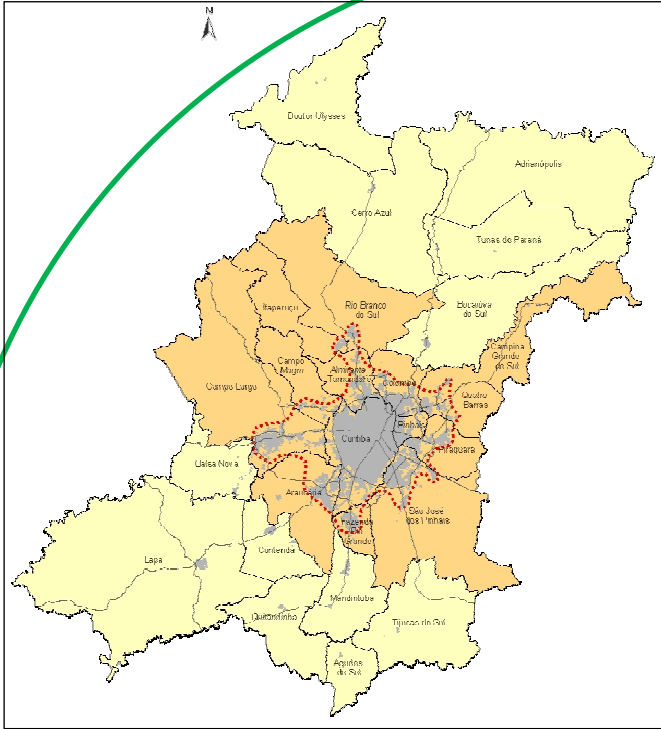 N
Doutor Ulysses
Adrianópolis
Cerro Azul
Tunas do Paraná
Itaperuçu
Rio Branco
do Sul
Bocaiúva
do Sul
Campina
Grande
do Sul
Campo
Magro
Almirante
Tamandaré
Colombo
Campo Largo
Quatro
Barras
Curitiba
Pinhais
Piraquara
Balsa Nova
Araucária
São José
dos Pinhais
Fazenda
Rio
Grande
Contenda
Lapa
Mandirituba
Quitandinha
Tijucas do Sul
Agudos
do Sul